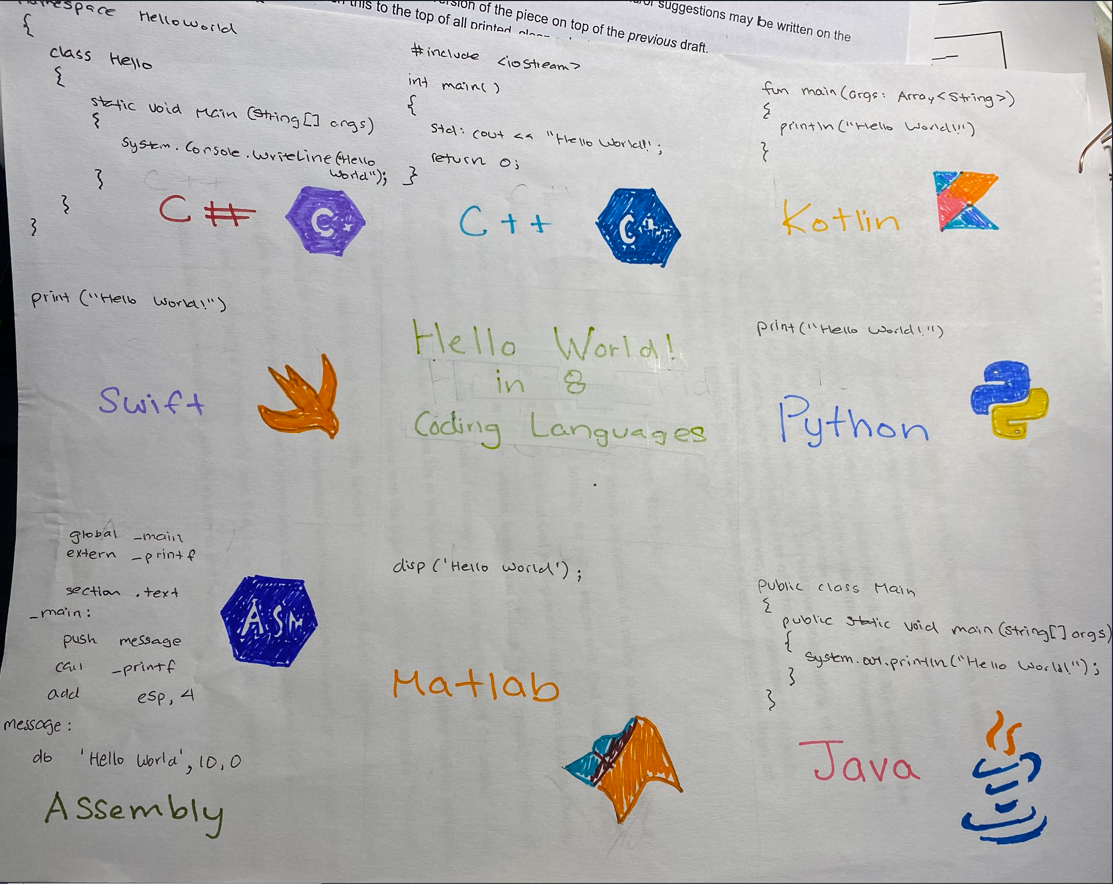 this to the top of all printed
rsion of the piece on top of the previous draft.
suggestions may be written on the
namespace HelloWorld
{
class Hello
{
static void Main (String[] args)
{
System.Console.WriteLine("Hello
World");
}
}
}
C#
C+
#include <iostream>
int main()
{
std: cout << "Hello World!";
return 0;
}
C++
C++
fun main(args: Array<String>)
{
println("Hello World!")
}
Kotlin
print ("Hello World!")
Swift
Hello World!
in 8
Coding Languages
print("Hello World!")
Python
global _main
extern _printf
section .text
_main:
push message
call _printf
add esp, 4
message:
db 'Hello World', 10, 0
ASM
Assembly
disp ('Hello World');
Matlab
public class Main
{
public static void main(String[] args)
{
System.out.println("Hello World!");
}
}
Java